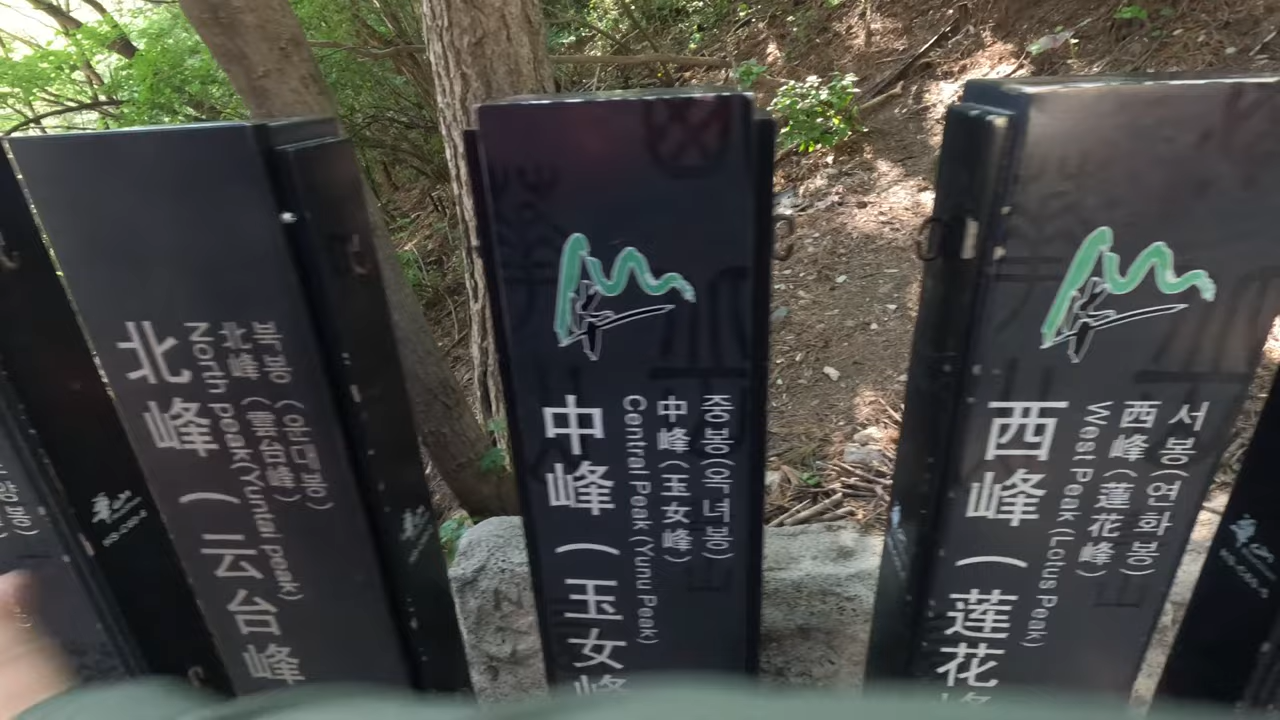 北峰（云台峰
North Peak(Yuntai Peak)
北峰（雲台峰）
북봉（운대봉）
中峰（玉女峰
Central Peak(Yunu Peak)
中峰（玉女峰）
중봉（옥녀봉）
西峰（莲花峰
West Peak(Lotus Peak)
西峰（蓮花峰）
서봉（연화봉）